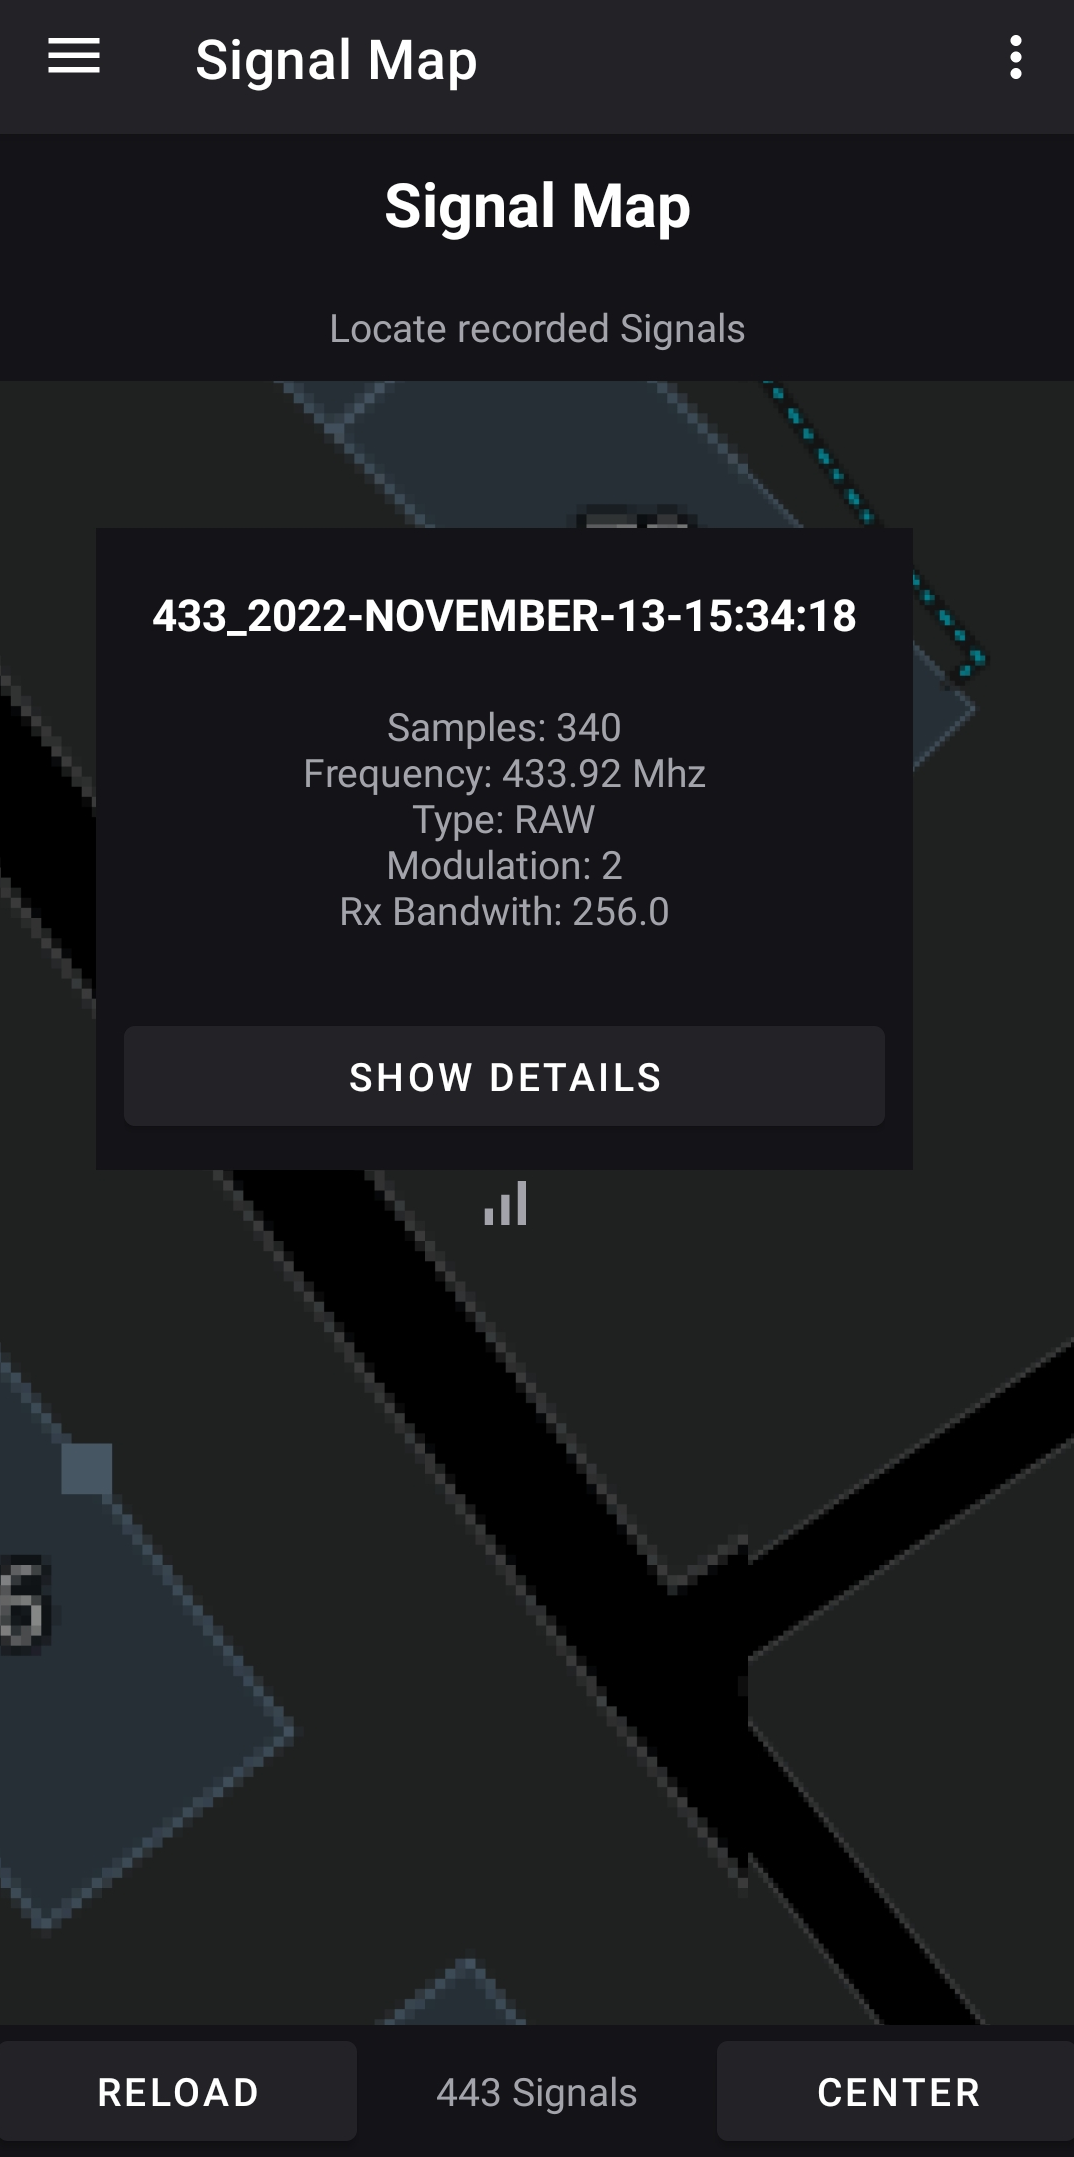 Signal Map
Signal Map
Locate recorded Signals
433_2022-NOVEMBER-13-15:34:18
Samples: 340
Frequency: 433.92 Mhz
Type: RAW
Modulation: 2
Rx Bandwith: 256.0
SHOW DETAILS
6
RELOAD
443 Signals
CENTER